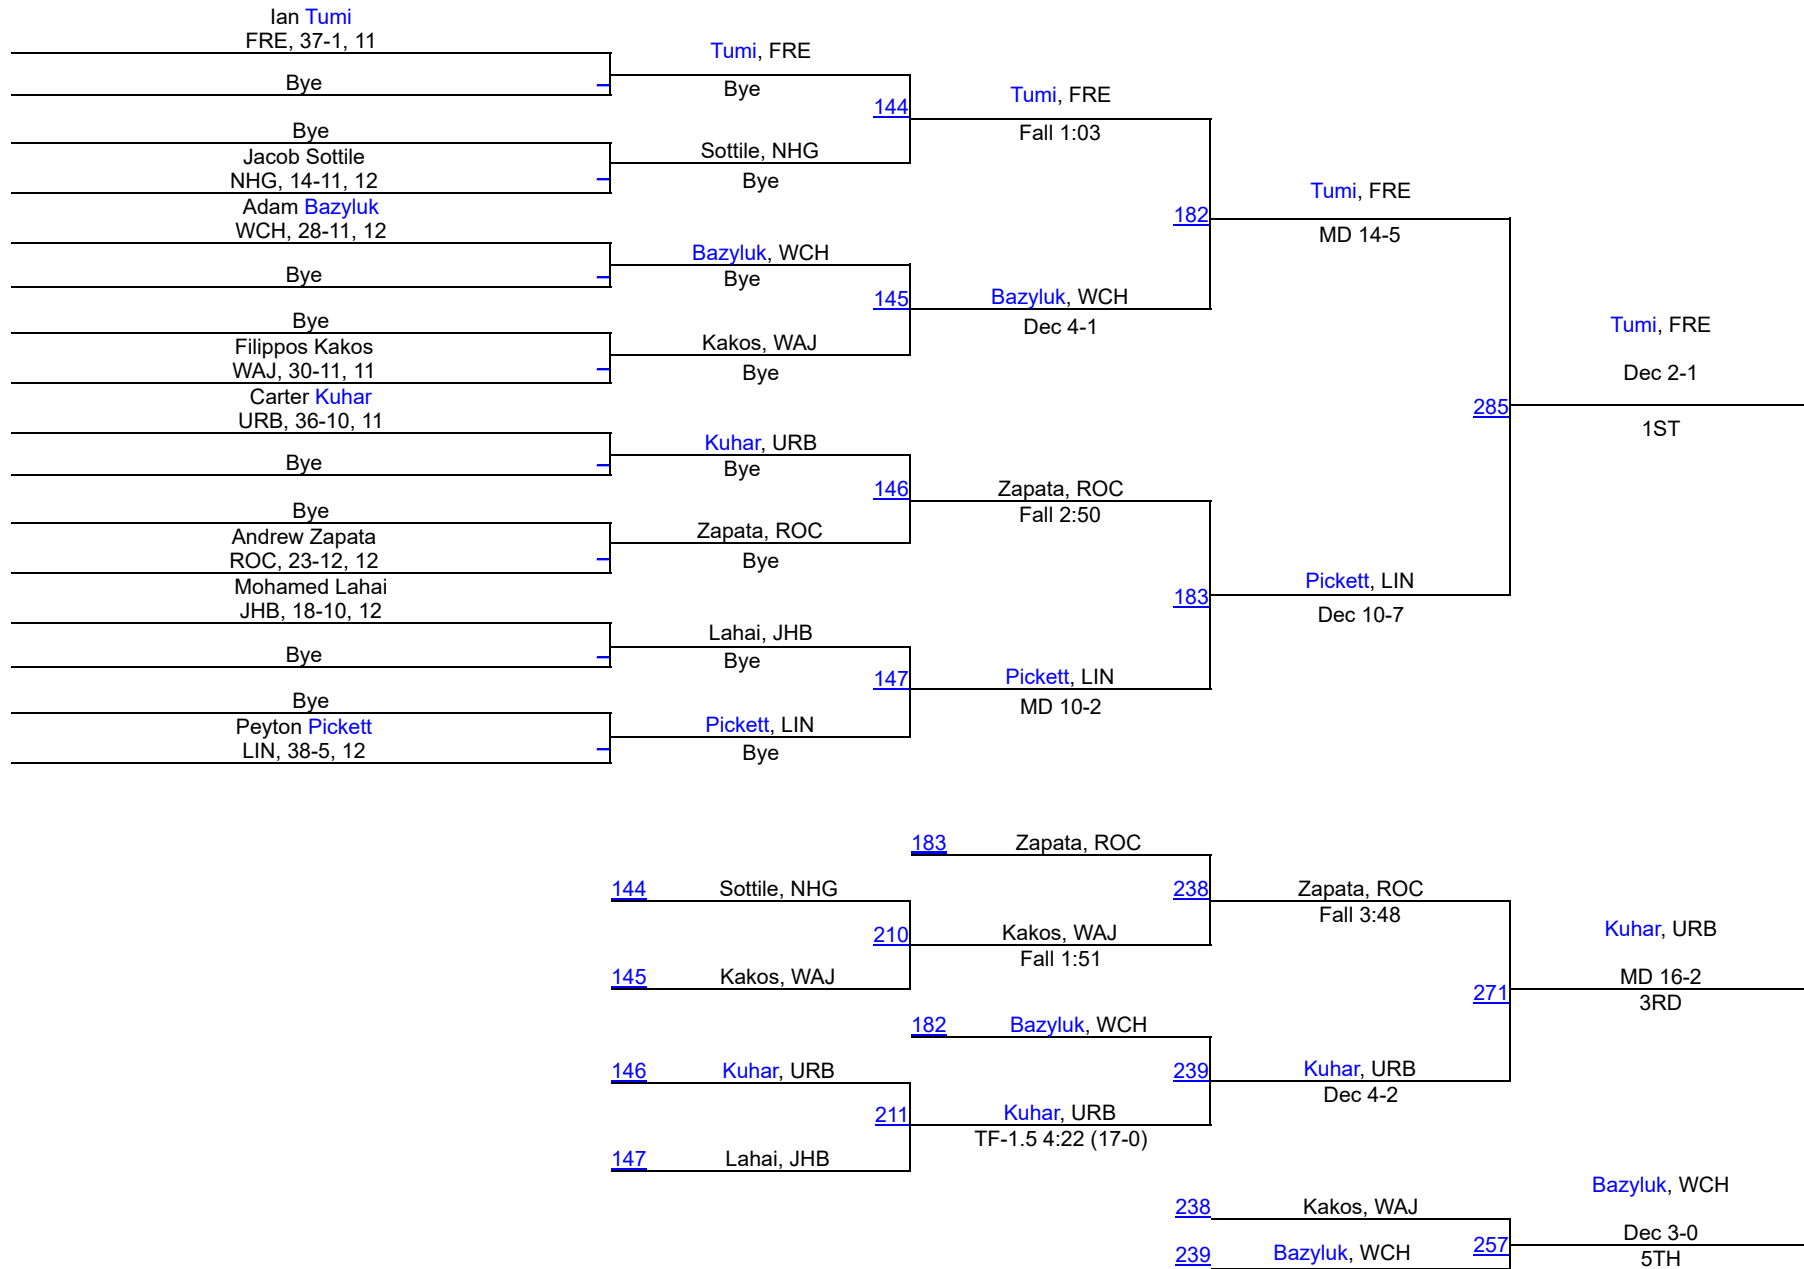 Ian Tumi
FRE, 37-1, 11
Bye
Bye
Jacob Sottile
NHG, 14-11, 12
Adam Bazyluk
WCH, 28-11, 12
Bye
Bye
Filippos Kakos
WAJ, 30-11, 11
Carter Kuhar
URB, 36-10, 11
Bye
Bye
Andrew Zapata
ROC, 23-12, 12
Mohamed Lahai
JHB, 18-10, 12
Bye
Bye
Peyton Pickett
LIN, 38-5, 12
Tumi, FRE
Bye
144
Sottile, NHG
Bye
Bazyluk, WCH
Bye
145
Kakos, WAJ
Bye
Kuhar, URB
Bye
146
Zapata, ROC
Bye
Lahai, JHB
Bye
147
Pickett, LIN
Bye
Tumi, FRE
Fall 1:03
182
Bazyluk, WCH
Dec 4-1
Zapata, ROC
Fall 2:50
183
Pickett, LIN
MD 10-2
Tumi, FRE
MD 14-5
285
Pickett, LIN
Dec 10-7
Tumi, FRE
Dec 2-1
1ST
183 Zapata, ROC
144 Sottile, NHG
210
145 Kakos, WAJ
Kakos, WAJ
Fall 1:51
238
182 Bazyluk, WCH
146 Kuhar, URB
211
147 Lahai, JHB
Kuhar, URB
TF-1.5 4:22 (17-0)
239
Zapata, ROC
Fall 3:48
271
Kuhar, URB
Dec 4-2
Kuhar, URB
MD 16-2
3RD
238 Kakos, WAJ
239 Bazyluk, WCH
257
Bazyluk, WCH
Dec 3-0
5TH